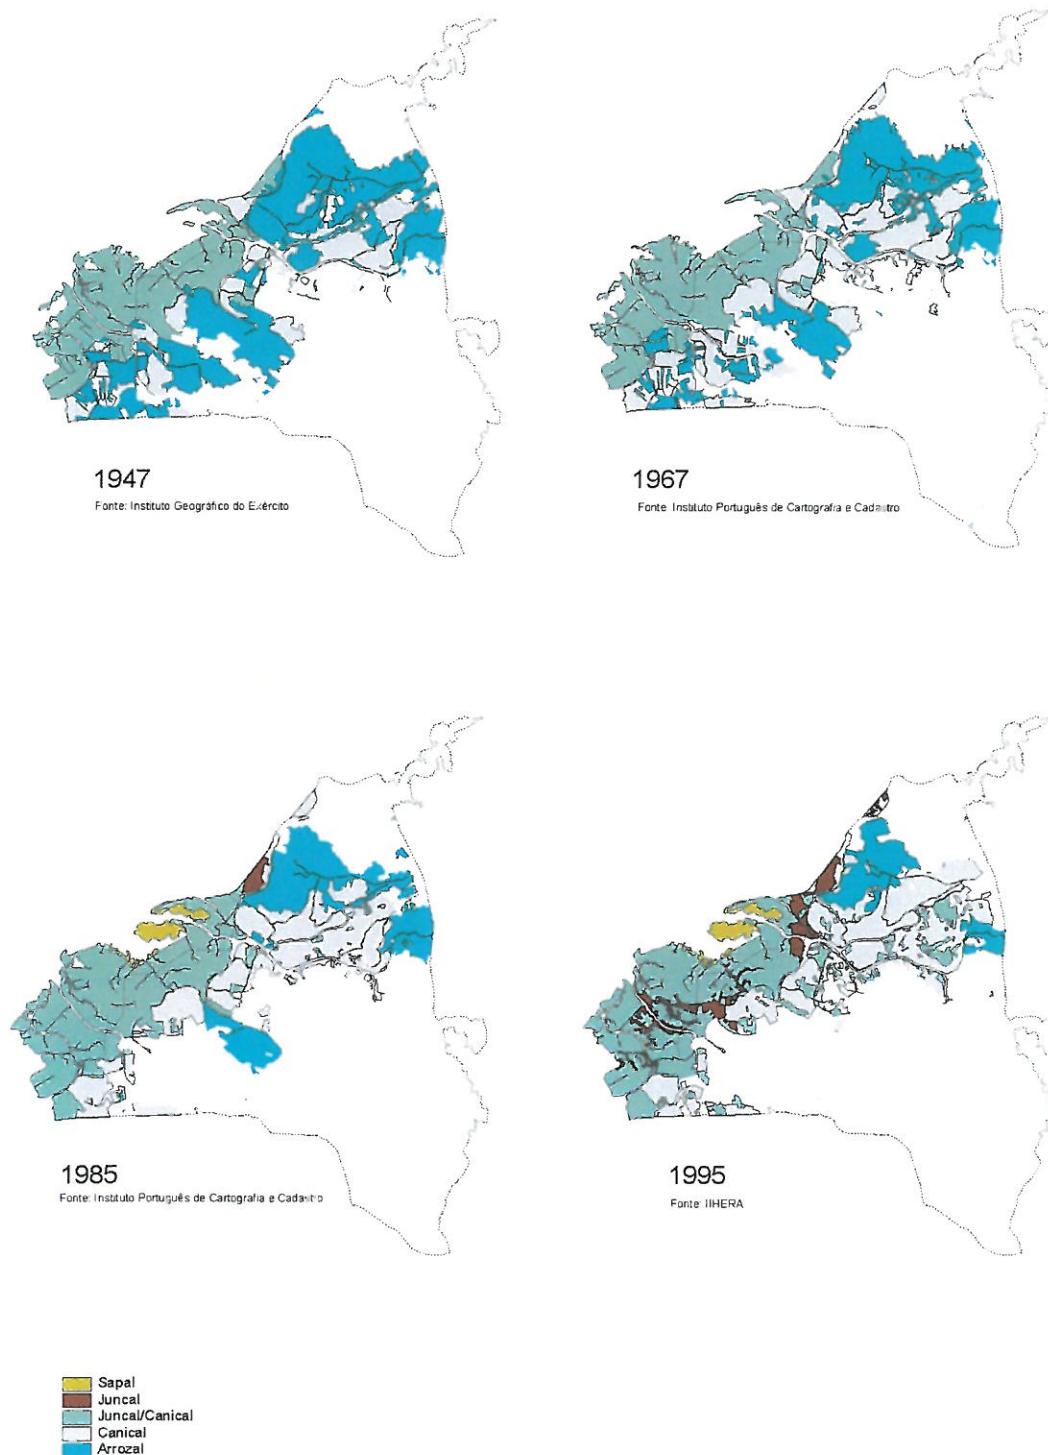 1947
Fonte: Instituto Geográfico do Exército
1967
Fonte: Instituto Português de Cartografia e Cadastro
1985
Fonte: Instituto Português de Cartografia e Cadastro
1995
Fonte: IIHERA
Sapal
Juncal
Juncal/Canical
Canical
Arrozal